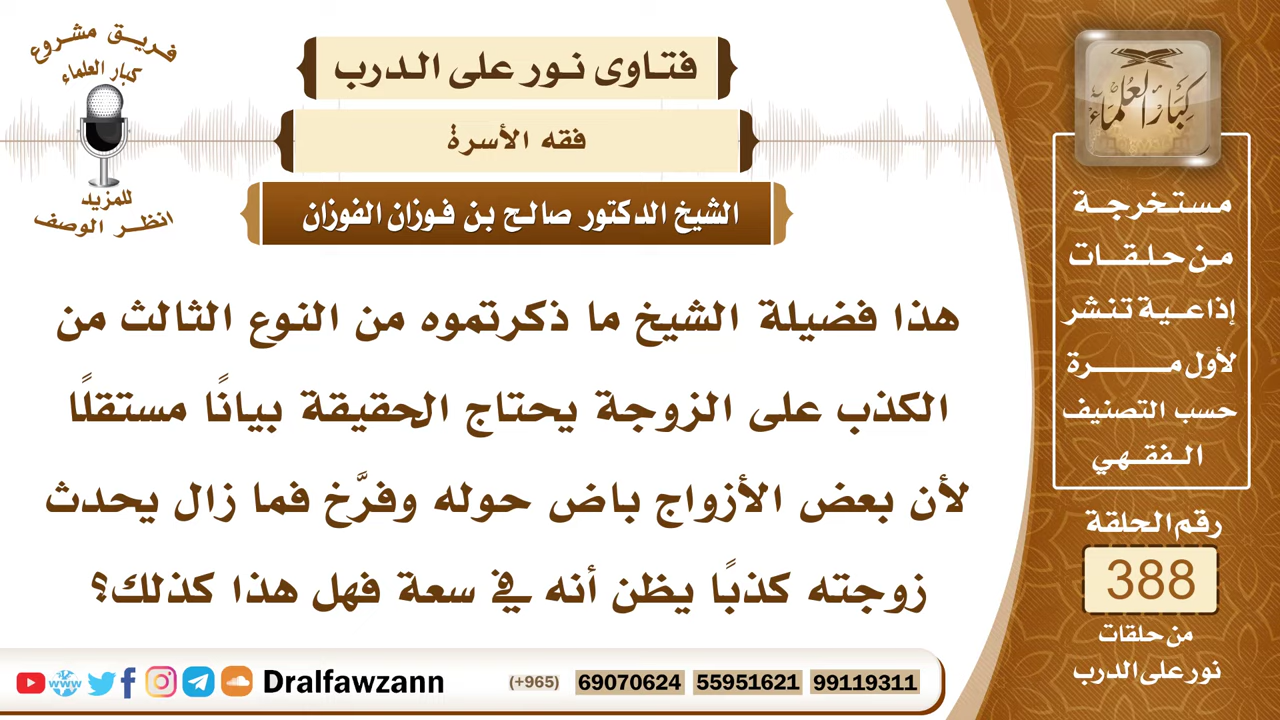 فريق مشروع
كبار العلماء
للمزيد
انظر الوصف
فتاوى نور على الدرب
فقه الأسرة
الشيخ الدكتور صالح بن فوزان الفوزان
هذا فضيلة الشيخ ما ذكرتموه من النوع الثالث من
الكذب على الزوجة يحتاج الحقيقة بيانًا مستقلًا
لأن بعض الأزواج باض حوله وفرَّخ فما زال يحدث
زوجته كذبًا يظن أنه في سعة فهل هذا كذلك؟
كبار العلماء
مستخرجة
من حلقات
إذاعية تنشر
لأول مرة
حسب التصنيف
الفقهي
رقم الحلقة
388
من حلقات
نور على الدرب
www Dralfawzann (+965) 69070624 55951621 99119311